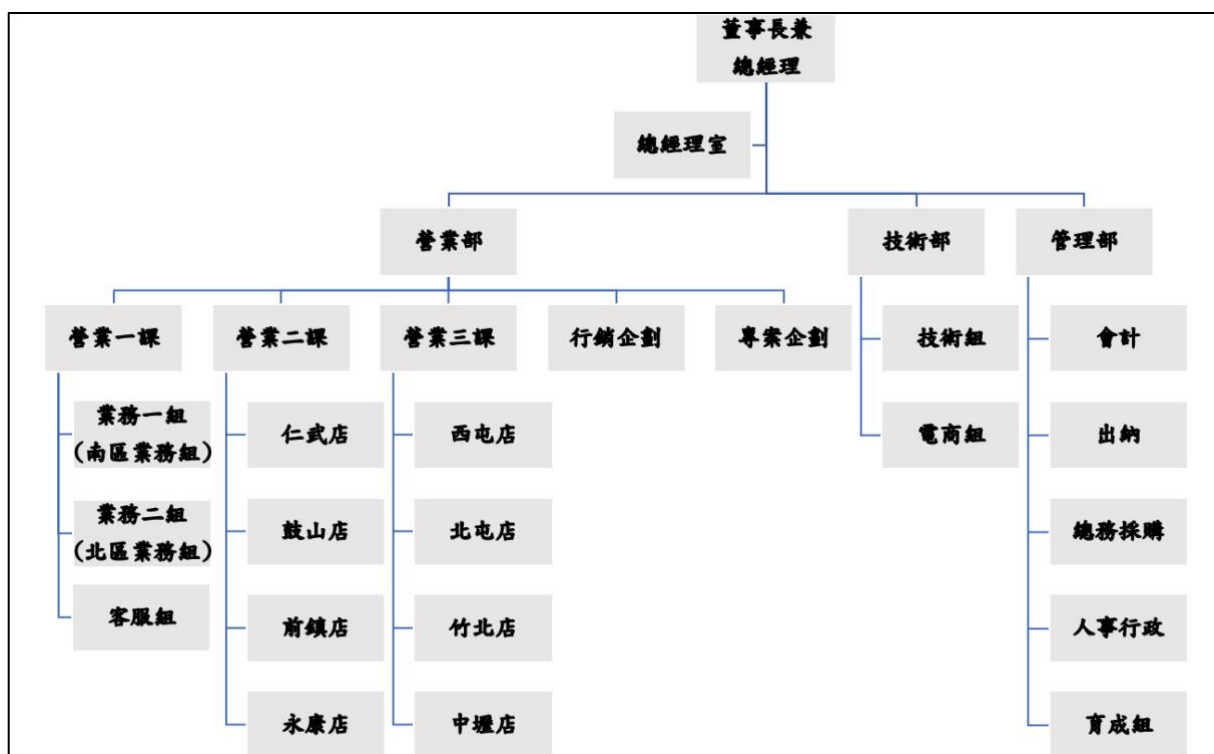 董事長兼
總經理
總經理室
營業部
技術部
管理部
營業一課
營業二課
營業三課
行銷企劃
專案企劃
技術組
會計
業務一組
(南區業務組)
仁武店
西屯店
電商組
出納
業務二組
(北區業務組)
鼓山店
北屯店
總務採購
客服組
前鎮店
竹北店
人事行政
永康店
中壢店
育成組